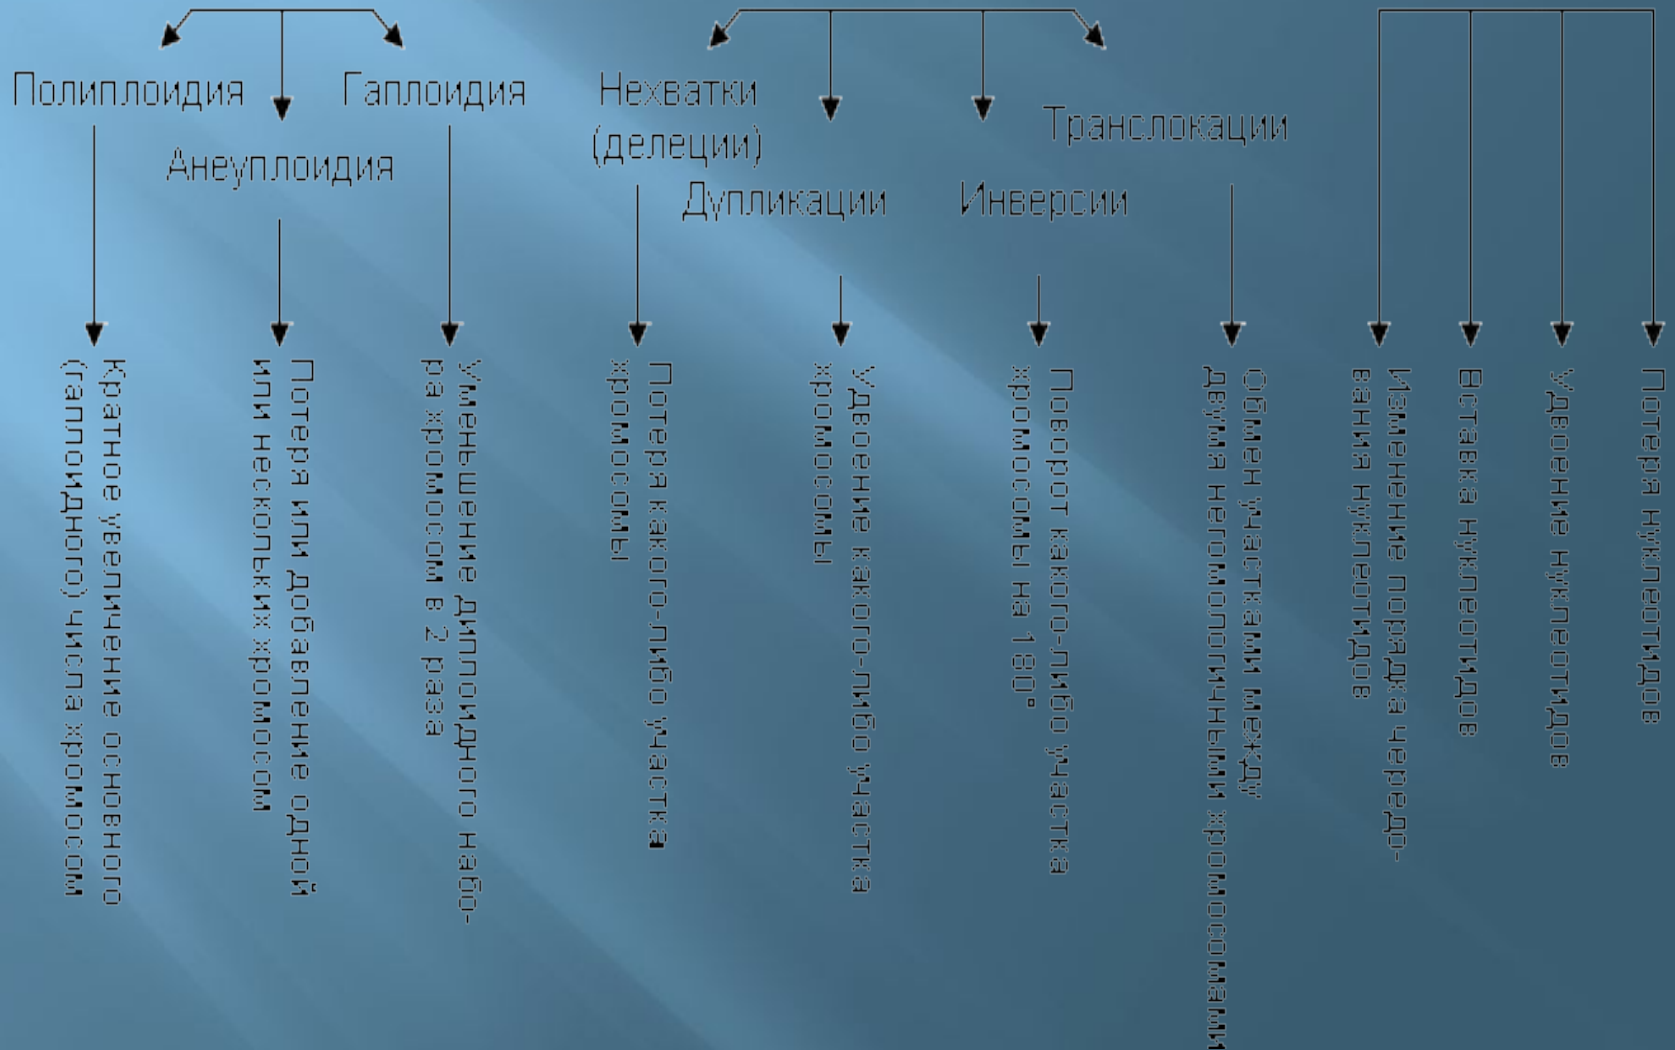 Полиплоидия
Анеуплоидия
Гаплоидия
Нехватки
(делеции)
Дупликации
Инверсии
Транслокации
Кратное увеличение основного
(гаплоидного) числа хромосом
Потеря или добавление одной
или нескольких хромосом
Уменьшение диплоидного набо-
ра хромосом в 2 раза
Потеря какого-либо участка
хромосомы
Удвоение какого-либо участка
хромосомы
Поворот какого-либо участка
хромосомы на 180°
Обмен участками между
двумя негомологичными хромосомами
Изменение порядка чередо-
вания нуклеотидов
Вставка нуклеотидов
Удвоение нуклеотидов
Потеря нуклеотидов